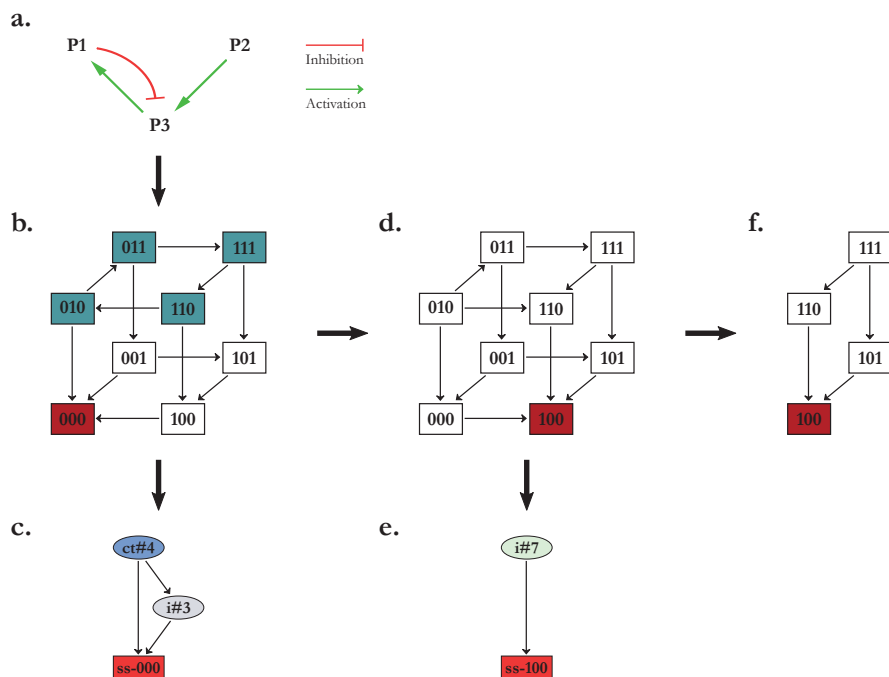 a.
P1
P2
Inhibition
Activation
P3
b.
d.
f.
011
111
011
111
111
010
110
010
110
110
001
101
001
101
101
000
100
000
100
100
c.
e.
ct#4
i#7
i#3
ss-000
ss-100